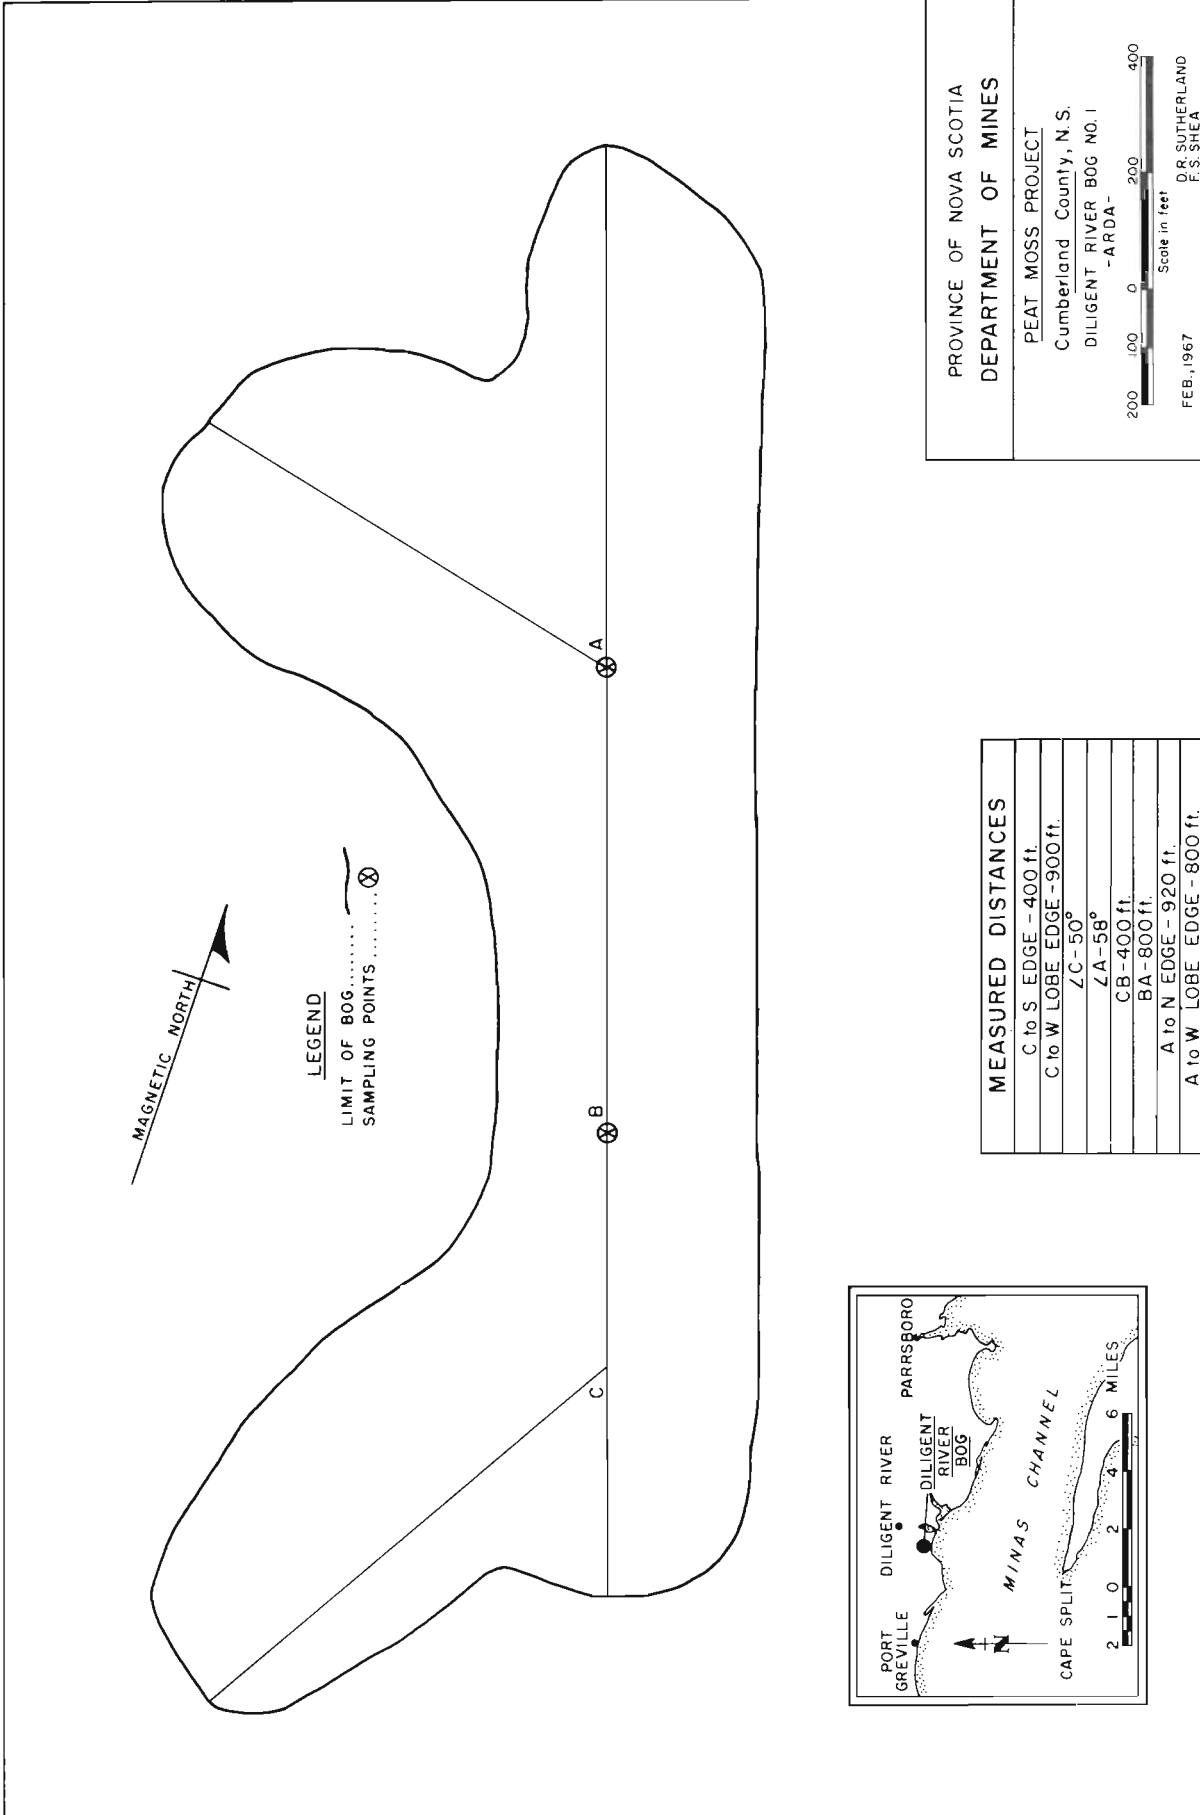 MAGNETIC NORTH
LEGEND
LIMIT OF BOG........
SAMPLING POINTS........
A
B
C
PORT
GREVILLE
DILIGENT RIVER
PARRSBORO
DILIGENT
RIVER
BOG
MINAS CHANNEL
N
CAPE SPLIT
2 1 0 2 4 6 MILES
MEASURED DISTANCES
C to S EDGE - 400 ft.
C to W LOBE EDGE - 900 ft.
∠C - 50°
∠A - 58°
CB - 400 ft.
BA - 800 ft.
A to N EDGE - 920 ft.
A to W LOBE EDGE - 800 ft.
PROVINCE OF NOVA SCOTIA
DEPARTMENT OF MINES
PEAT MOSS PROJECT
Cumberland County, N.S.
DILIGENT RIVER BOG NO. 1
-ARDA-
200 100 0 200 400
Scale in feet
FEB., 1967
D.R. SUTHERLAND
F.S. SHEA